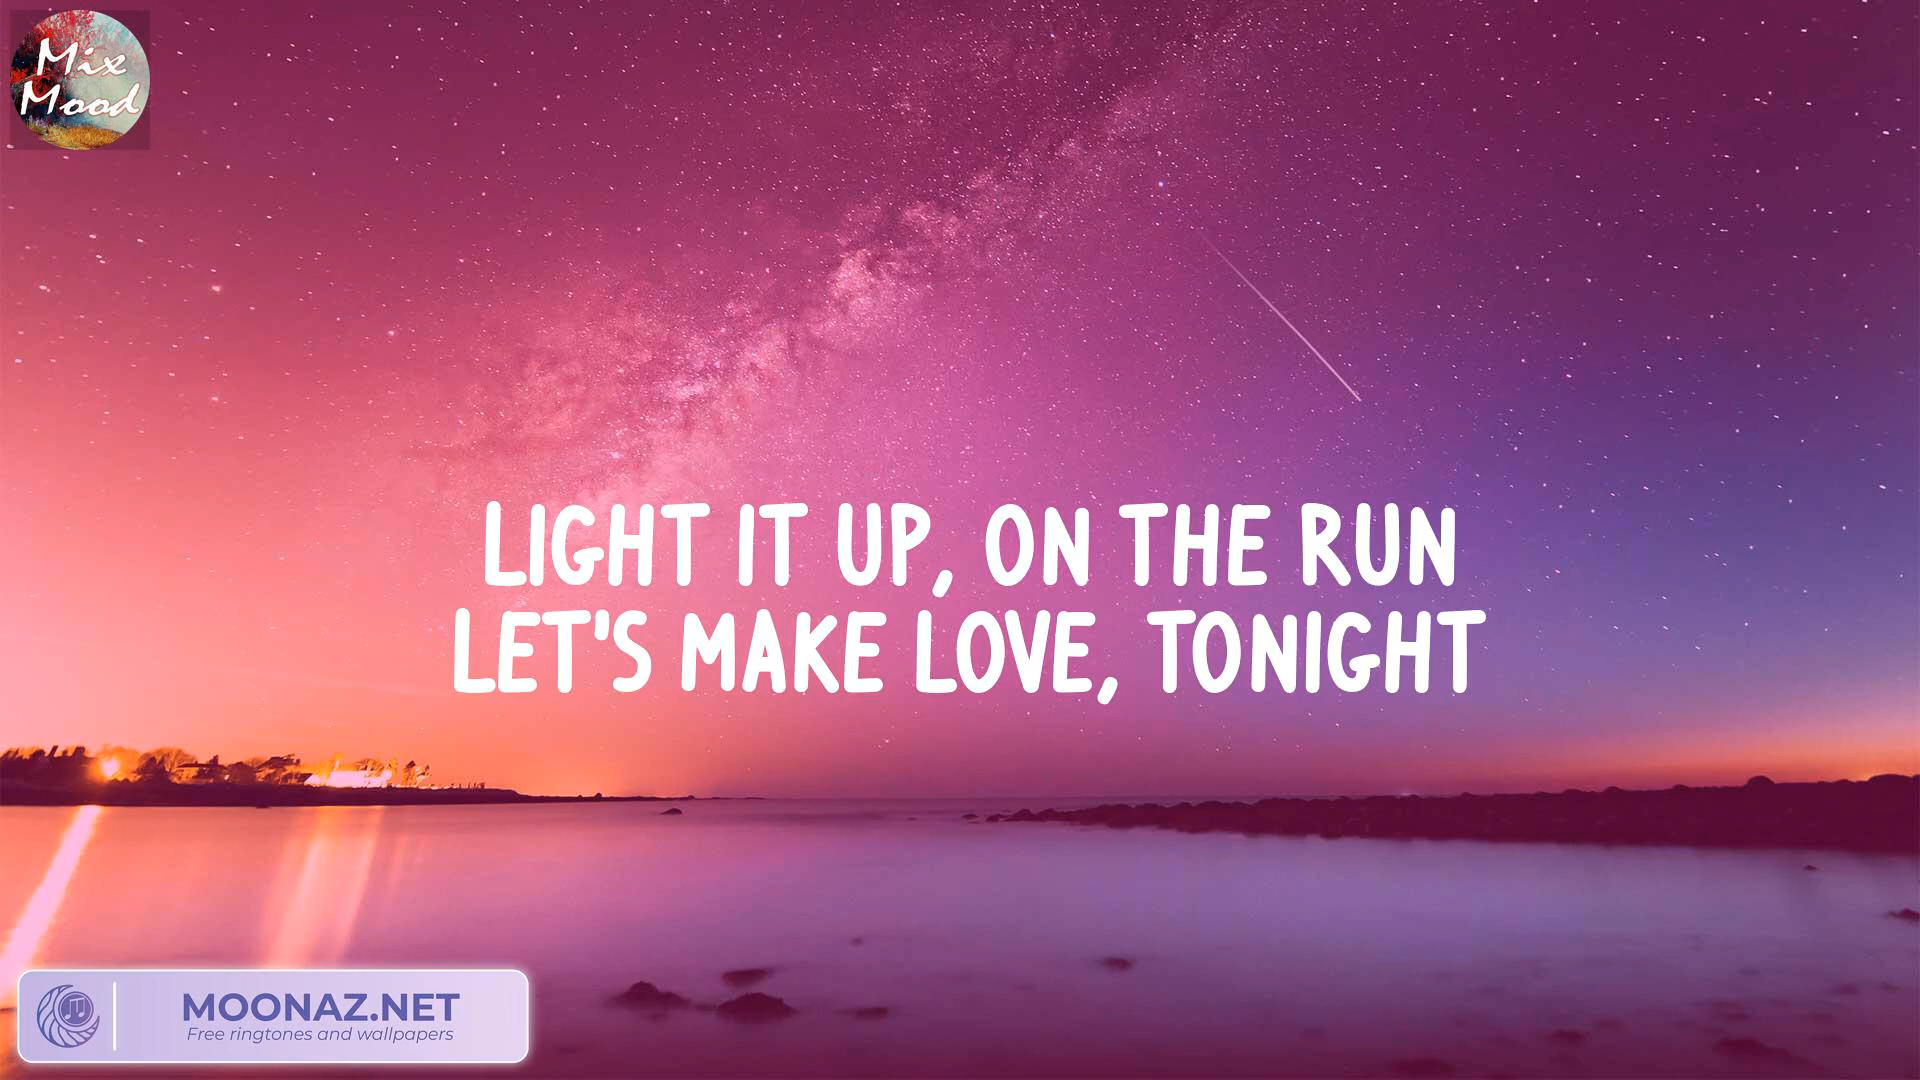 Mix
Mood
LIGHT IT UP, ON THE RUN
LET'S MAKE LOVE, TONIGHT
MOONAZ.NET
Free ringtones and wallpapers